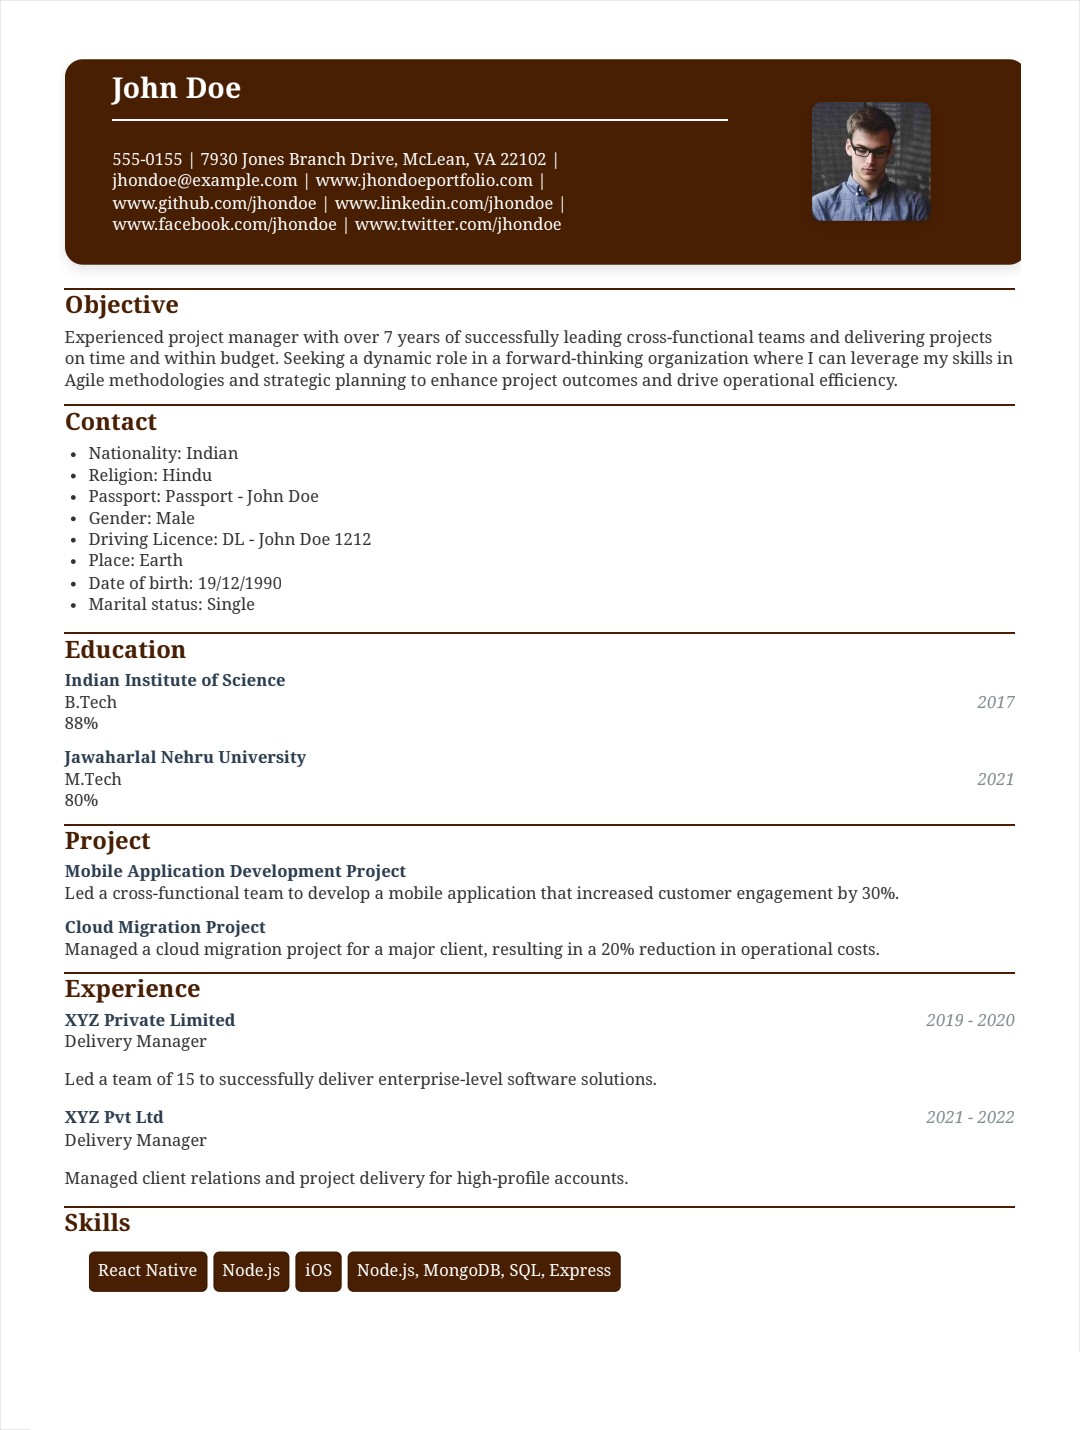 John Doe
555-0155 | 7930 Jones Branch Drive, McLean, VA 22102 |
jhondoe@example.com | www.jhondoeportfolio.com |
www.github.com/jhondoe | www.linkedin.com/jhondoe |
www.facebook.com/jhondoe | www.twitter.com/jhondoe
Objective
Experienced project manager with over 7 years of successfully leading cross-functional teams and delivering projects
on time and within budget. Seeking a dynamic role in a forward-thinking organization where I can leverage my skills in
Agile methodologies and strategic planning to enhance project outcomes and drive operational efficiency.
Contact
• Nationality: Indian
• Religion: Hindu
• Passport: Passport - John Doe
• Gender: Male
• Driving Licence: DL - John Doe 1212
• Place: Earth
• Date of birth: 19/12/1990
• Marital status: Single
Education
Indian Institute of Science
B.Tech 2017
88%
Jawaharlal Nehru University
M.Tech 2021
80%
Project
Mobile Application Development Project
Led a cross-functional team to develop a mobile application that increased customer engagement by 30%.
Cloud Migration Project
Managed a cloud migration project for a major client, resulting in a 20% reduction in operational costs.
Experience
XYZ Private Limited 2019 - 2020
Delivery Manager
Led a team of 15 to successfully deliver enterprise-level software solutions.
XYZ Pvt Ltd 2021 - 2022
Delivery Manager
Managed client relations and project delivery for high-profile accounts.
Skills
React Native Node.js iOS Node.js, MongoDB, SQL, Express